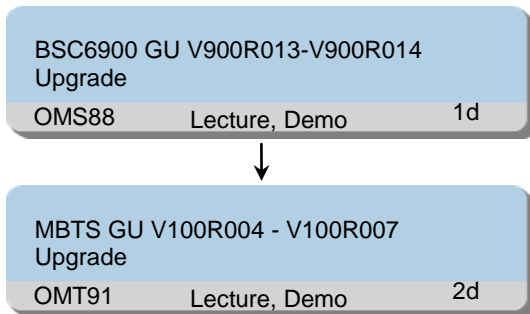 BSC6900 GU V900R013-V900R014
Upgrade
OMS88 Lecture, Demo 1d
MBTS GU V100R004 - V100R007
Upgrade
OMT91 Lecture, Demo 2d